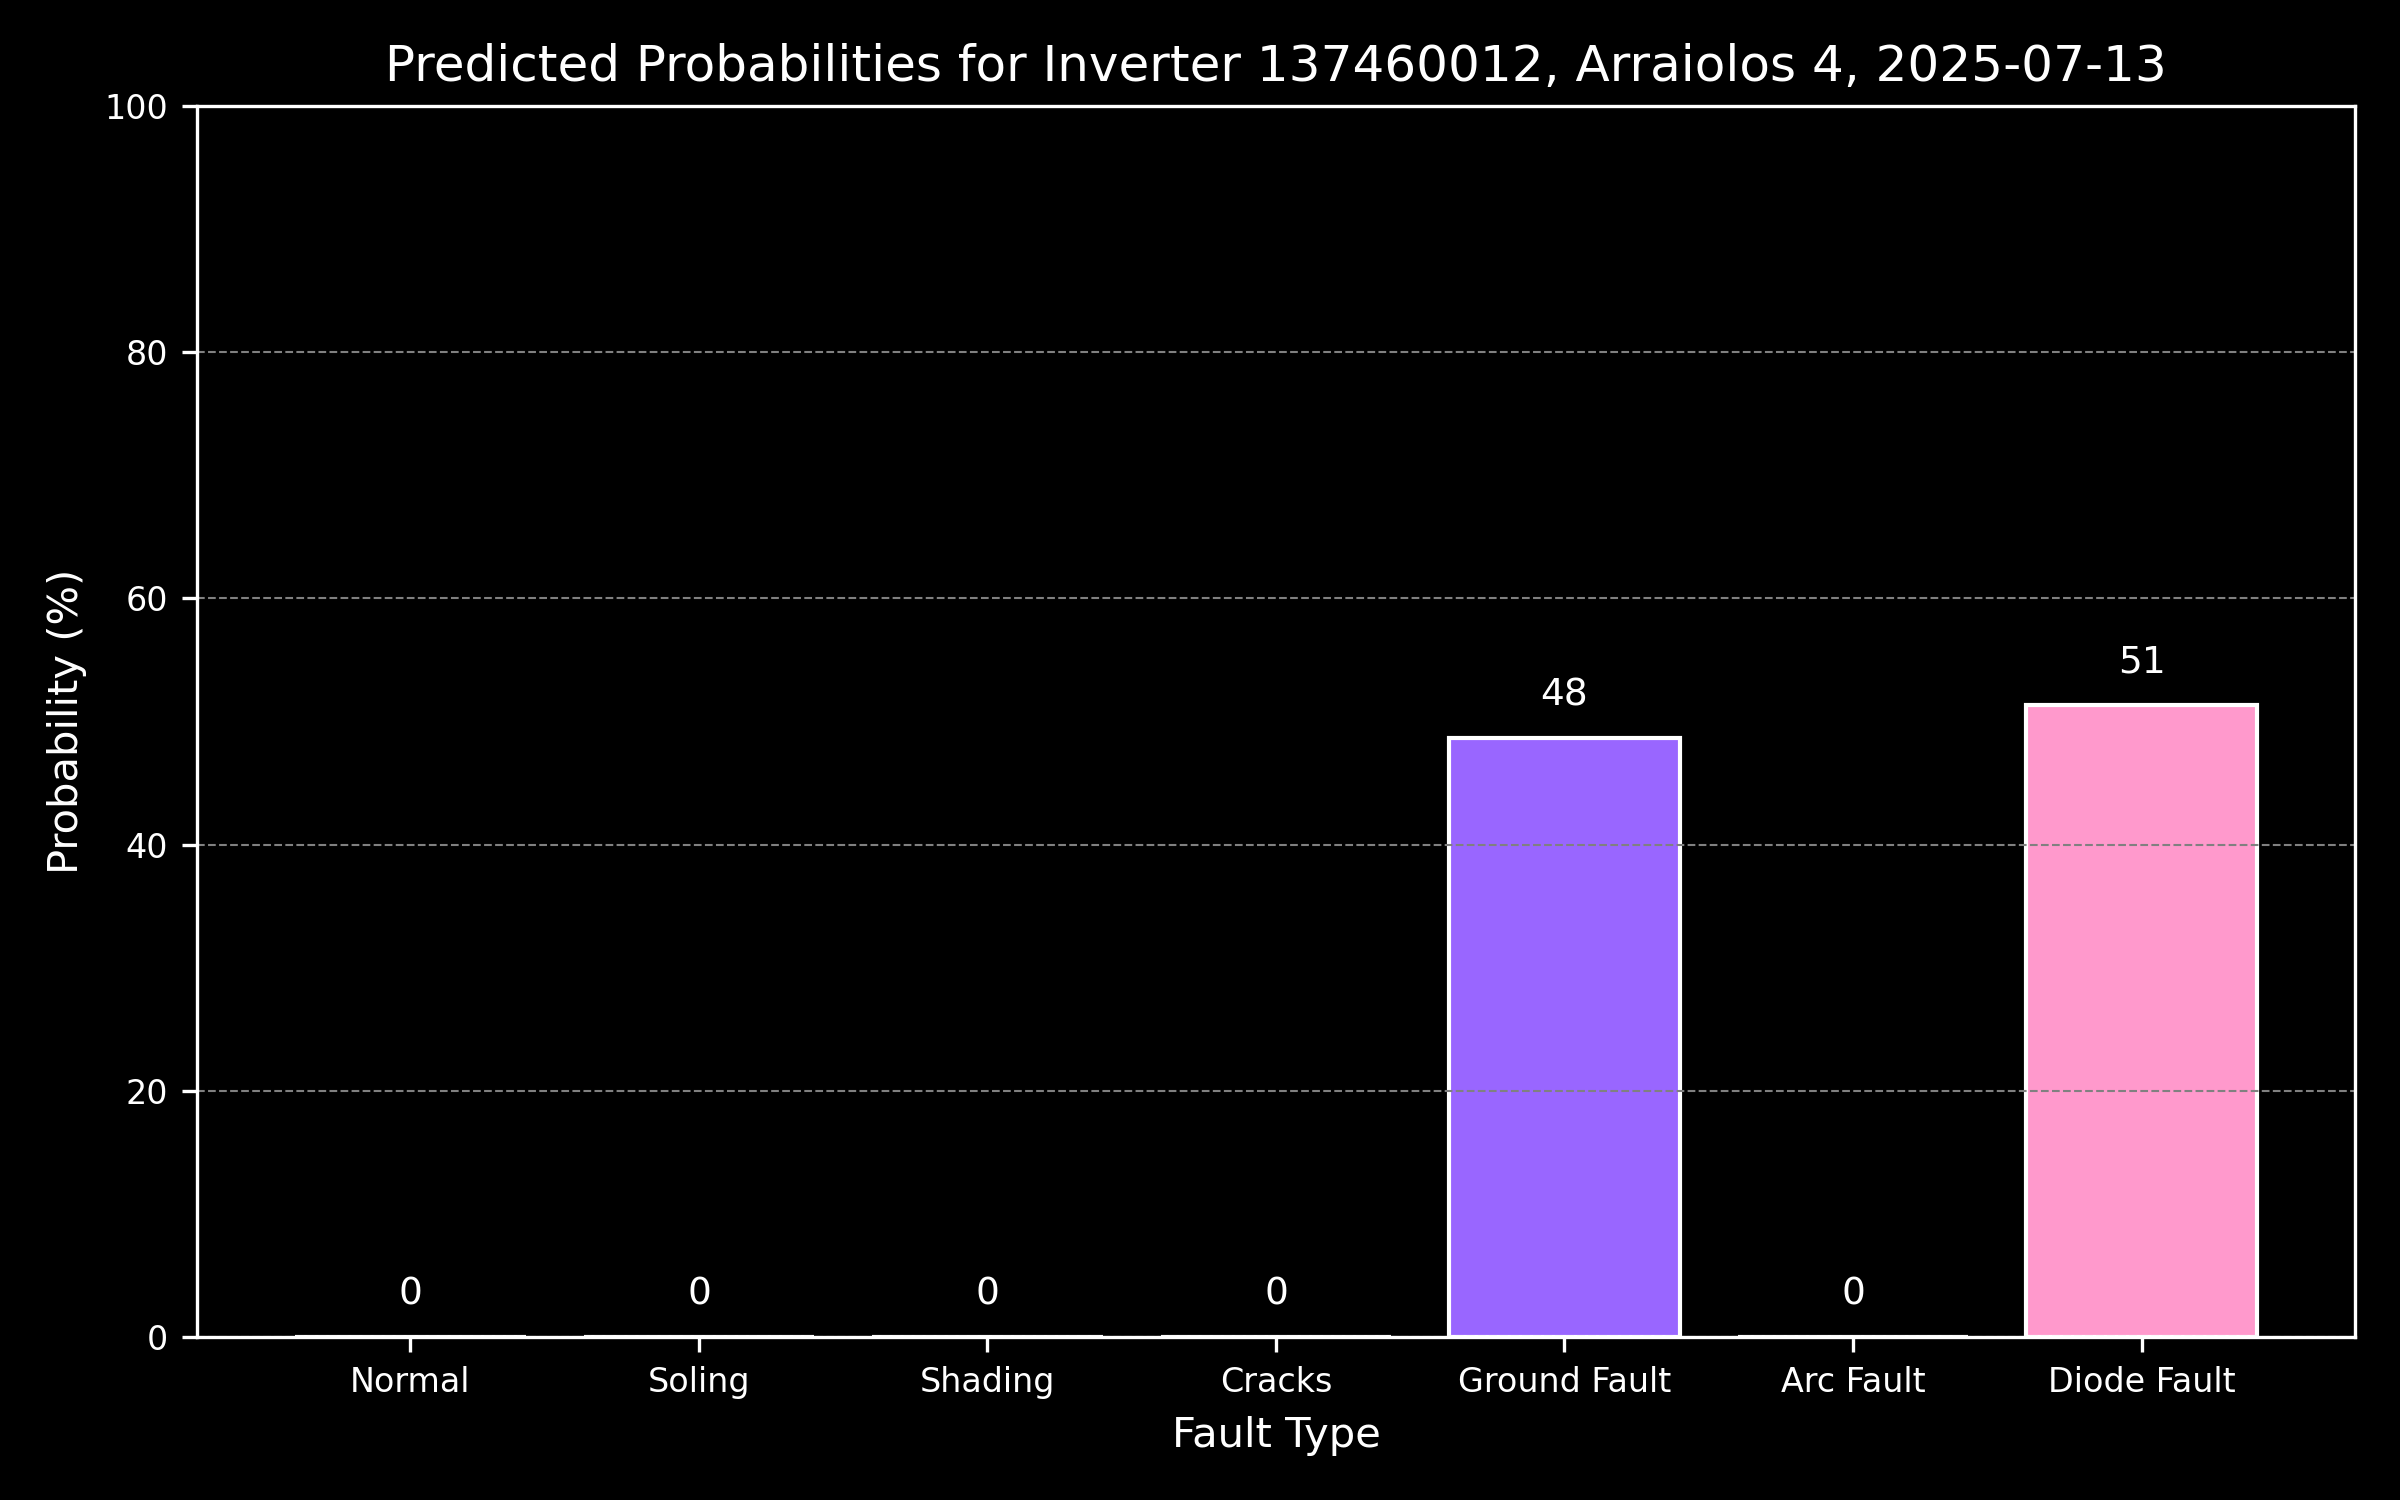 Predicted Probabilities for Inverter 137460012, Arraiolos 4, 2025-07-13
100
80
60
40
20
0
Probability (%)
0
0
0
0
48
0
51
Normal
Soling
Shading
Cracks
Ground Fault
Arc Fault
Diode Fault
Fault Type